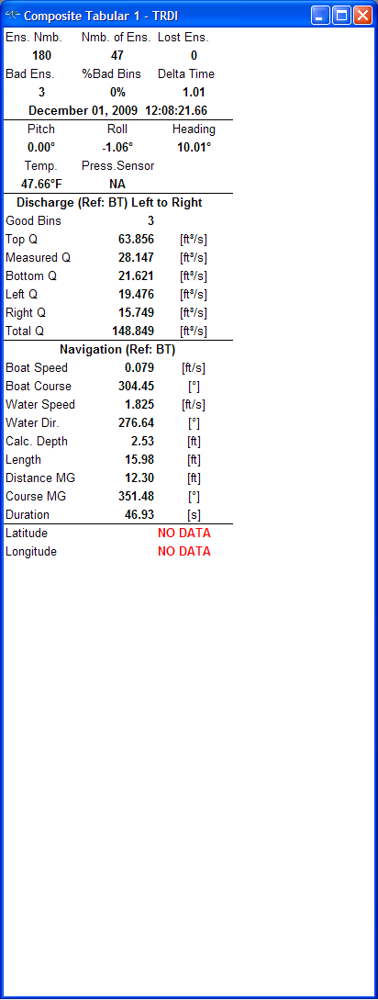 Composite Tabular 1 - TRDI
Ens. Nmb. Nmb. of Ens. Lost Ens.
180 47 0
Bad Ens. %Bad Bins Delta Time
3 0% 1.01
December 01, 2009 12:08:21.66
Pitch Roll Heading
0.00° -1.06° 10.01°
Temp. Press.Sensor
47.66°F NA
Discharge (Ref: BT) Left to Right
Good Bins 3
Top Q 63.856 [ft³/s]
Measured Q 28.147 [ft³/s]
Bottom Q 21.621 [ft³/s]
Left Q 19.476 [ft³/s]
Right Q 15.749 [ft³/s]
Total Q 148.849 [ft³/s]
Navigation (Ref: BT)
Boat Speed 0.079 [ft/s]
Boat Course 304.45 [°]
Water Speed 1.825 [ft/s]
Water Dir. 276.64 [°]
Calc. Depth 2.53 [ft]
Length 15.98 [ft]
Distance MG 12.30 [ft]
Course MG 351.48 [°]
Duration 46.93 [s]
Latitude NO DATA
Longitude NO DATA